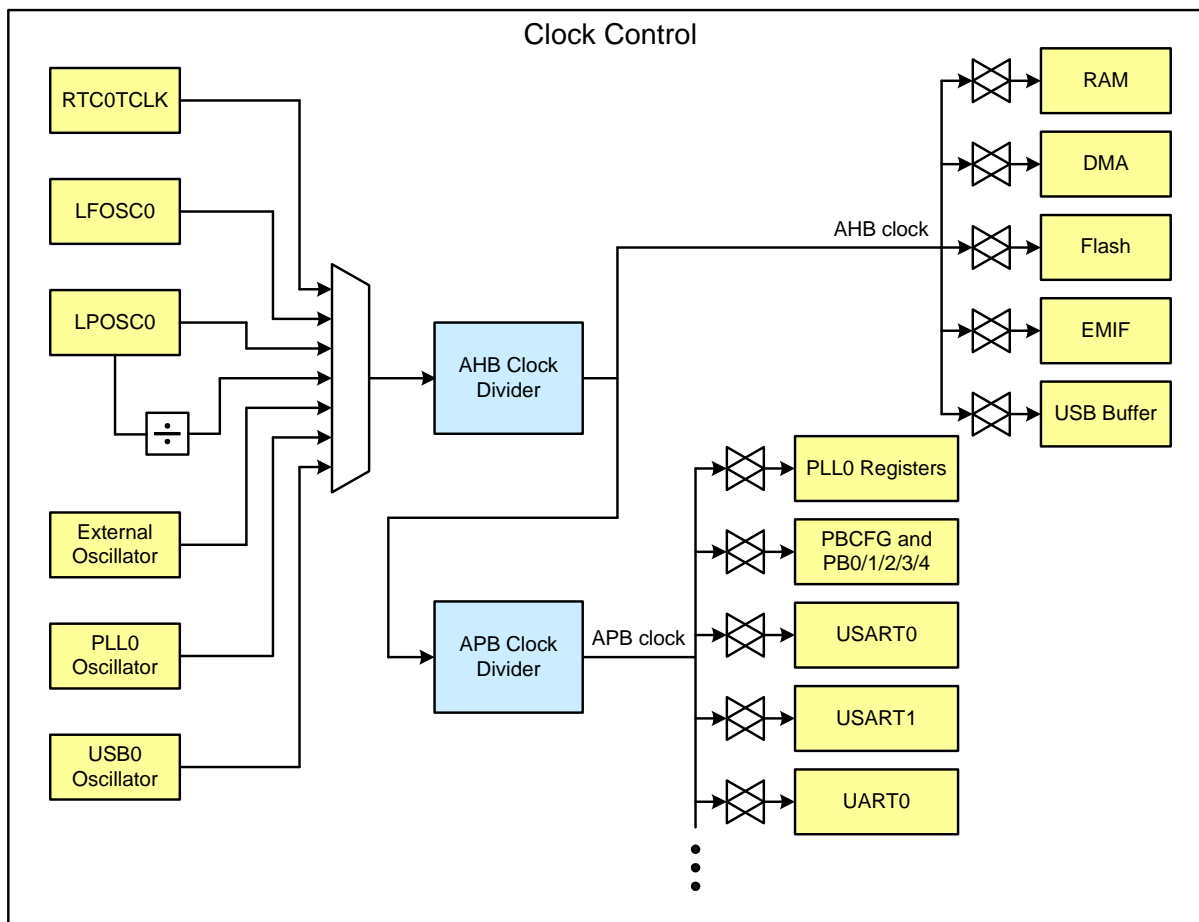 Clock Control
RTC0TCLK
LFOSC0
LPOSC0
÷
External
Oscillator
PLL0
Oscillator
USB0
Oscillator
AHB Clock
Divider
APB Clock
Divider
AHB clock
APB clock
RAM
DMA
Flash
EMIF
USB Buffer
PLL0 Registers
PBCFG and
PB0/1/2/3/4
USART0
USART1
UART0